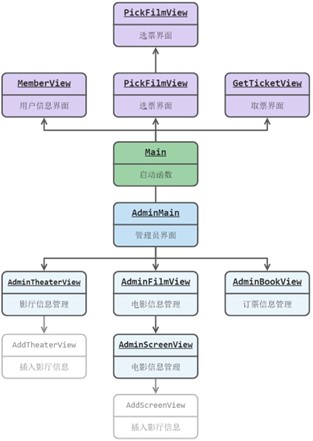 PickFilmView
选票界面
MemberView
用户信息界面
PickFilmView
选票界面
GetTicketView
取票界面
Main
启动函数
AdminMain
管理员界面
AdminTheaterView
影厅信息管理
AdminFilmView
电影信息管理
AdminBookView
订票信息管理
AddTheaterView
插入影厅信息
AdminScreenView
电影信息管理
AddScreenView
插入影厅信息